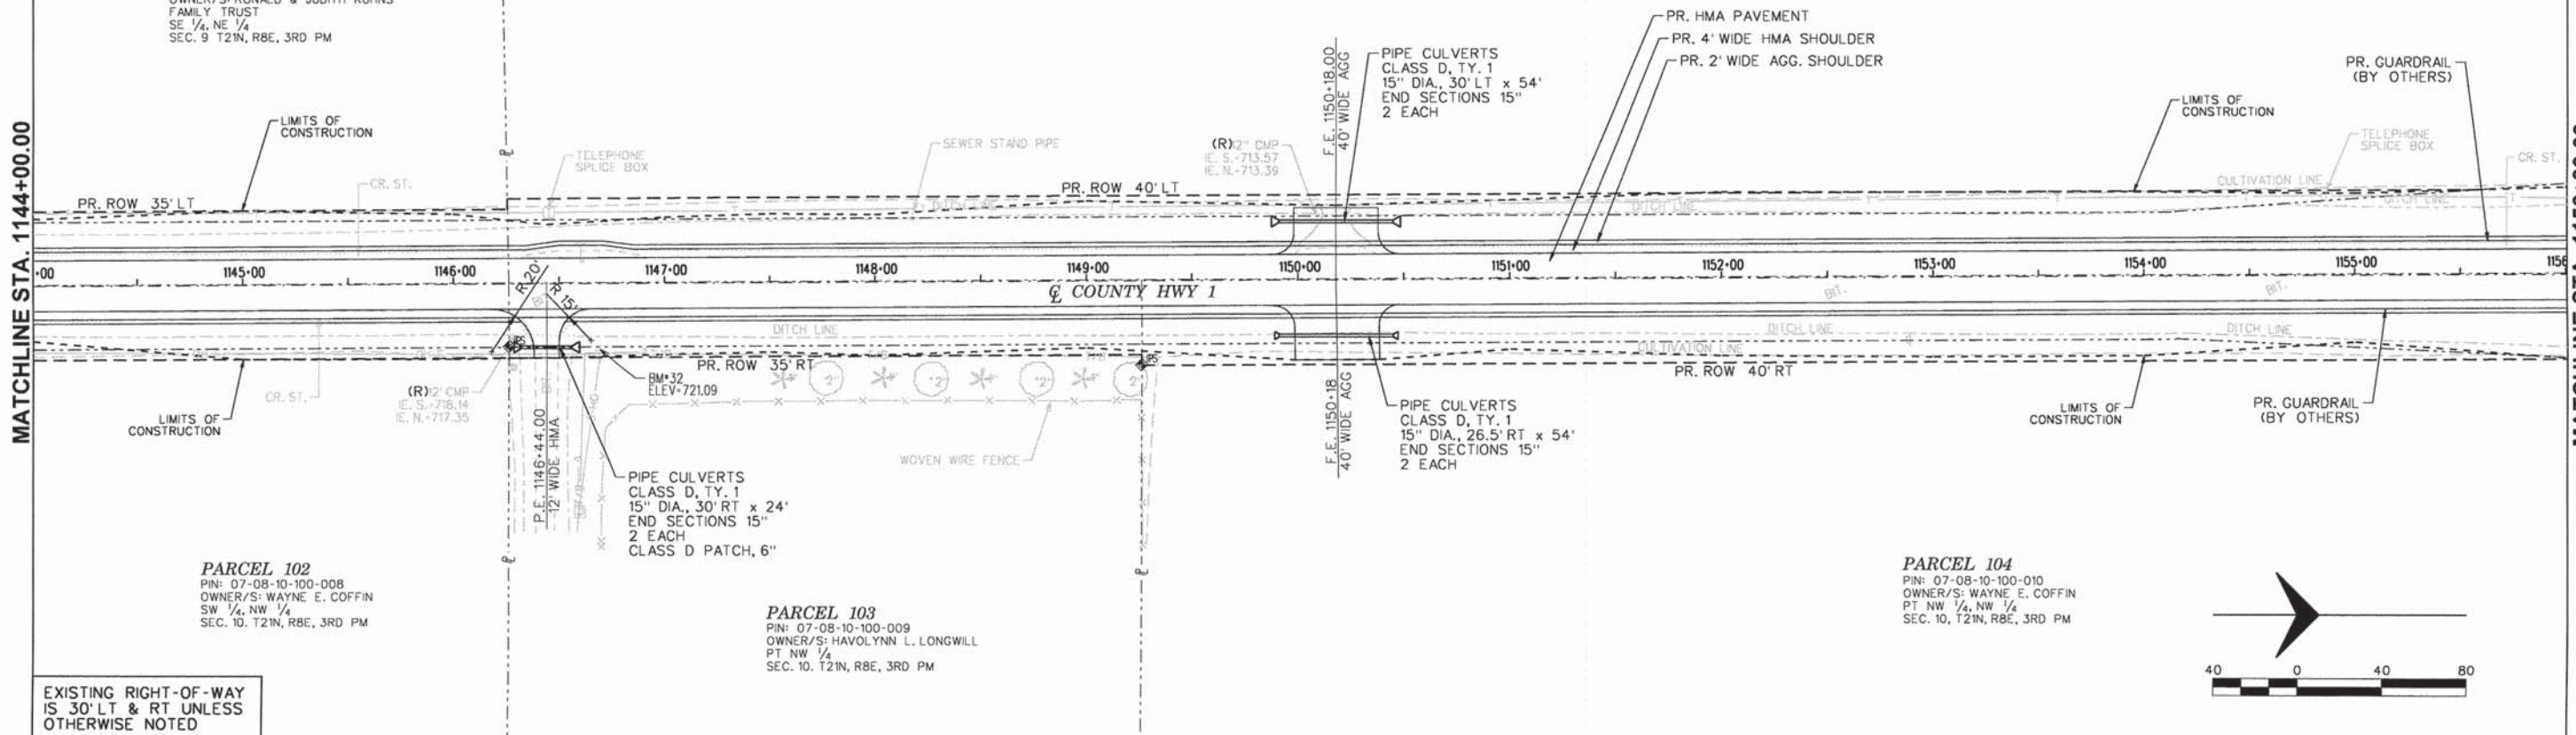 FAMILY TRUST
SE 1/4, NE 1/4
SEC. 9 T21N, R8E, 3RD PM
MATCHLINE STA. 1144+00.00
LIMITS OF
CONSTRUCTION
CR. ST.
PR. ROW 35' LT
TELEPHONE
SPLICE BOX
SEWER STAND PIPE
DITCH LINE
PR. ROW 40' LT
(R)12" CMP
IE. S.-713.57
IE. N.-713.39
F.E. 1150+18.00
40' WIDE AGG
PIPE CULVERTS
CLASS D, TY. 1
15" DIA., 30' LT x 54'
END SECTIONS 15"
2 EACH
PR. HMA PAVEMENT
PR. 4' WIDE HMA SHOULDER
PR. 2' WIDE AGG. SHOULDER
DITCH LINE
LIMITS OF
CONSTRUCTION
PR. GUARDRAIL
(BY OTHERS)
TELEPHONE
SPLICE BOX
CR. ST.
CULTIVATION LINE
DITCH LINE
+00
1145+00
1146+00
1147+00
1148+00
1149+00
1150+00
1151+00
1152+00
1153+00
1154+00
1155+00
1156
℄ COUNTY HWY 1
R 20'
R 15'
BIT.
BIT.
BIT.
DITCH LINE
DITCH LINE
DITCH LINE
CULTIVATION LINE
PR. ROW 35' RT
PR. ROW 40' RT
BM#32
ELEV=721.09
2"
2"
2"
2"
LIMITS OF
CONSTRUCTION
CR. ST.
(R)12" CMP
IE. S.-718.14
IE. N.-717.35
P.E. 1146+44.00
12' WIDE HMA
PIPE CULVERTS
CLASS D, TY. 1
15" DIA., 30' RT x 24'
END SECTIONS 15"
2 EACH
CLASS D PATCH, 6"
WOVEN WIRE FENCE
F.E. 1150+18
40' WIDE AGG
PIPE CULVERTS
CLASS D, TY. 1
15" DIA., 26.5' RT x 54'
END SECTIONS 15"
2 EACH
LIMITS OF
CONSTRUCTION
PR. GUARDRAIL
(BY OTHERS)
PARCEL 102
PIN: 07-08-10-100-008
OWNER/S: WAYNE E. COFFIN
SW 1/4, NW 1/4
SEC. 10. T21N, R8E, 3RD PM
PARCEL 103
PIN: 07-08-10-100-009
OWNER/S: HAVOLYNN L. LONGWILL
PT NW 1/4
SEC. 10. T21N, R8E, 3RD PM
PARCEL 104
PIN: 07-08-10-100-010
OWNER/S: WAYNE E. COFFIN
PT NW 1/4, NW 1/4
SEC. 10, T21N, R8E, 3RD PM
40 0 40 80
EXISTING RIGHT-OF-WAY
IS 30' LT & RT UNLESS
OTHERWISE NOTED